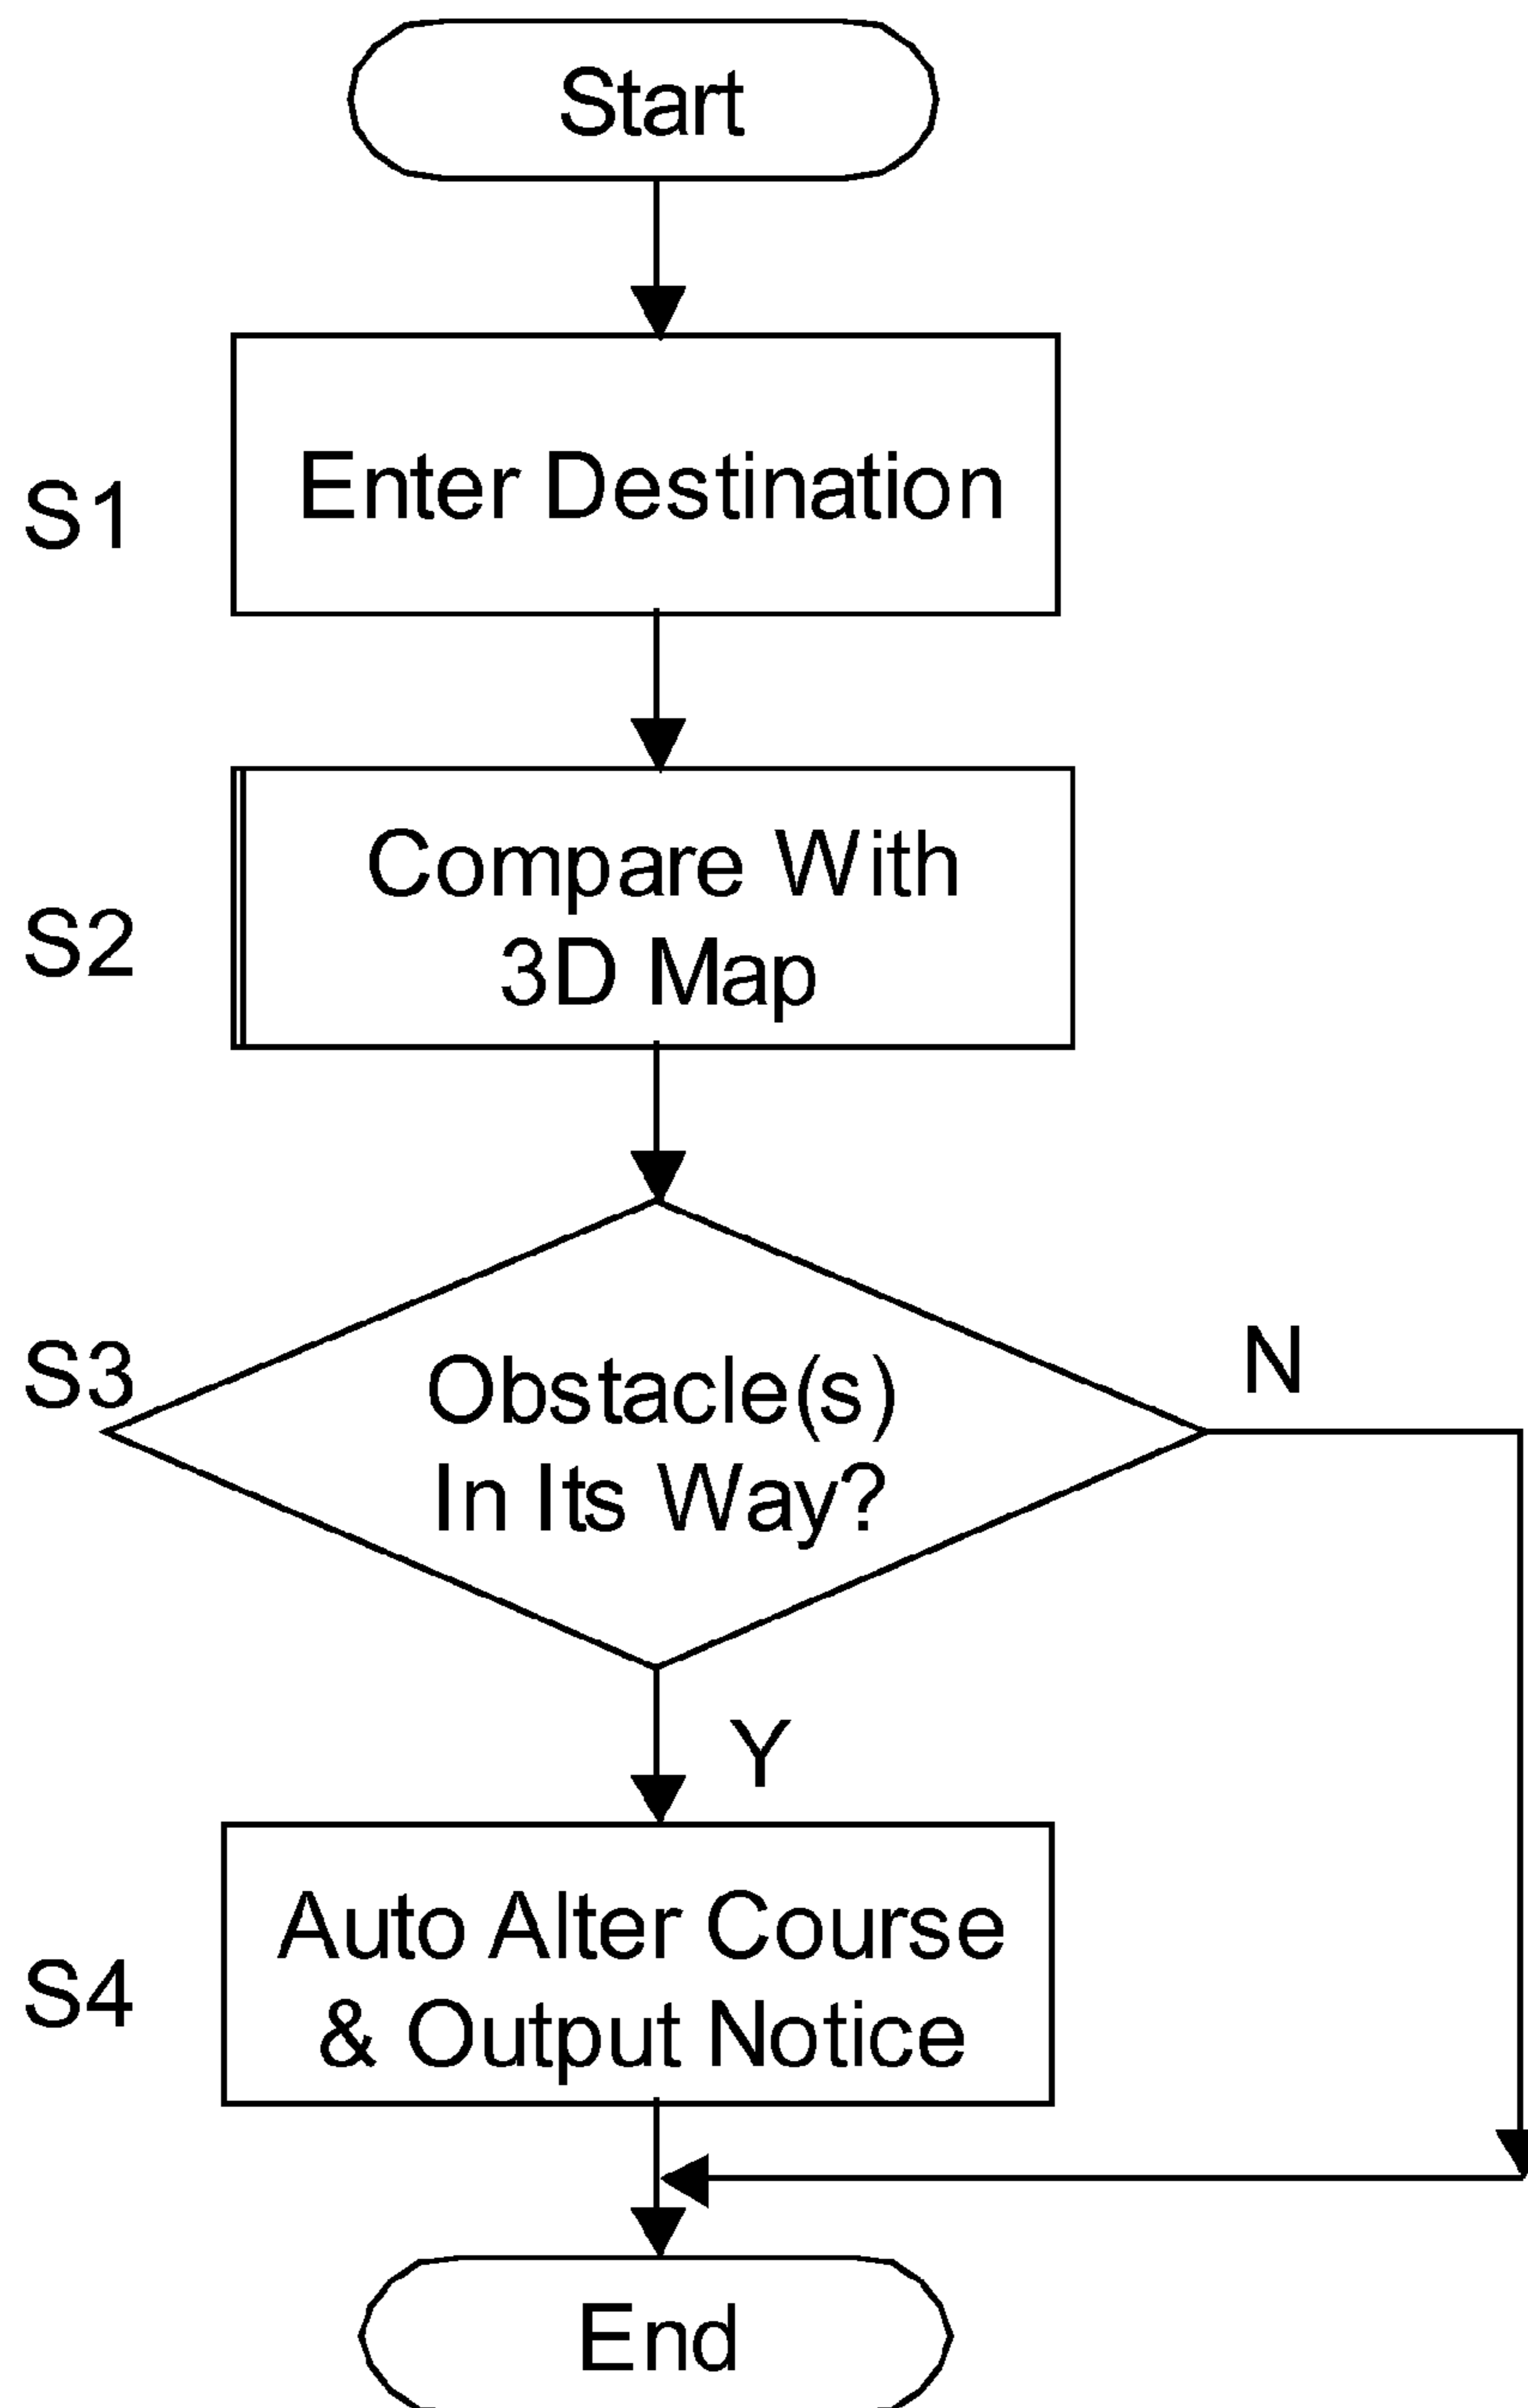 Start
S1
Enter Destination
S2
Compare With
3D Map
S3
Obstacle(s)
In Its Way?
N
Y
S4
Auto Alter Course
& Output Notice
End